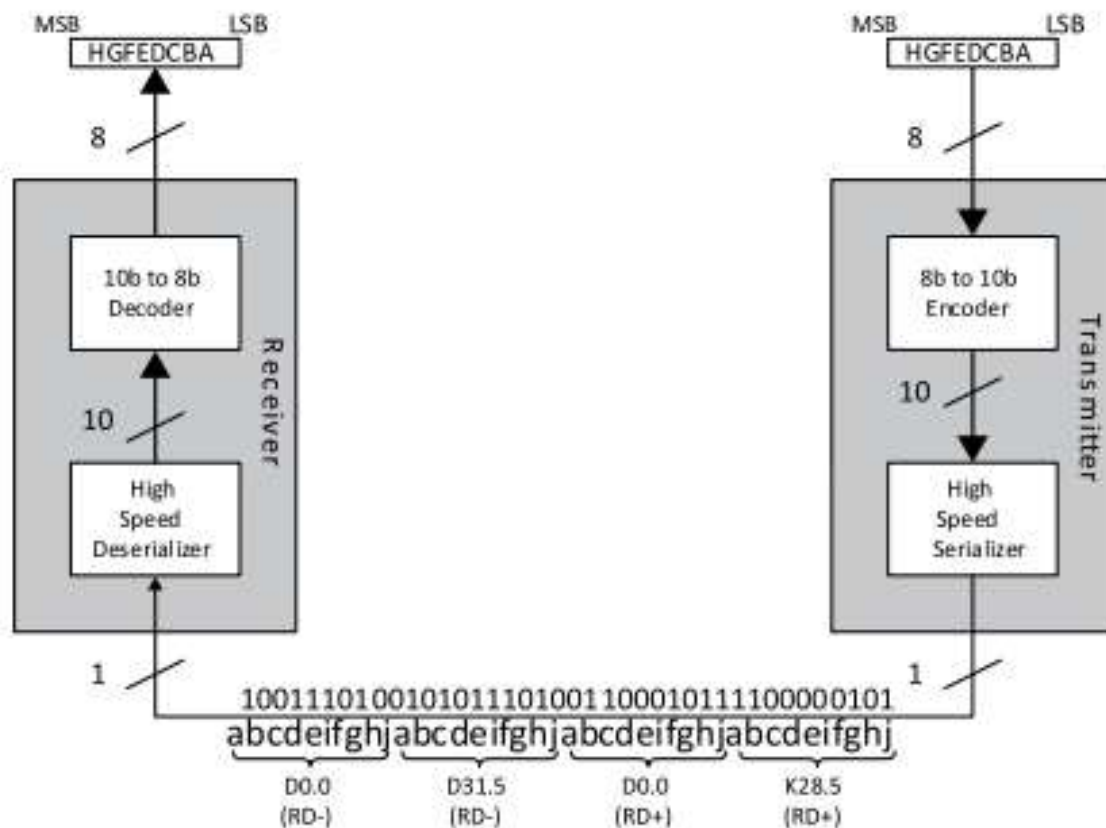 MSB LSB
HGFEDCBA
8
10b to 8b
Decoder
10
High
Speed
Deserializer
Receiver
1
MSB LSB
HGFEDCBA
8
8b to 10b
Encoder
10
High
Speed
Serializer
Transmitter
1
1001110100101011101001100010111100000101
abcdeifghjabcdeifghjabcdeifghjabcdeifghj
D0.0 D31.5 D0.0 K28.5
(RD-) (RD-) (RD+) (RD+)